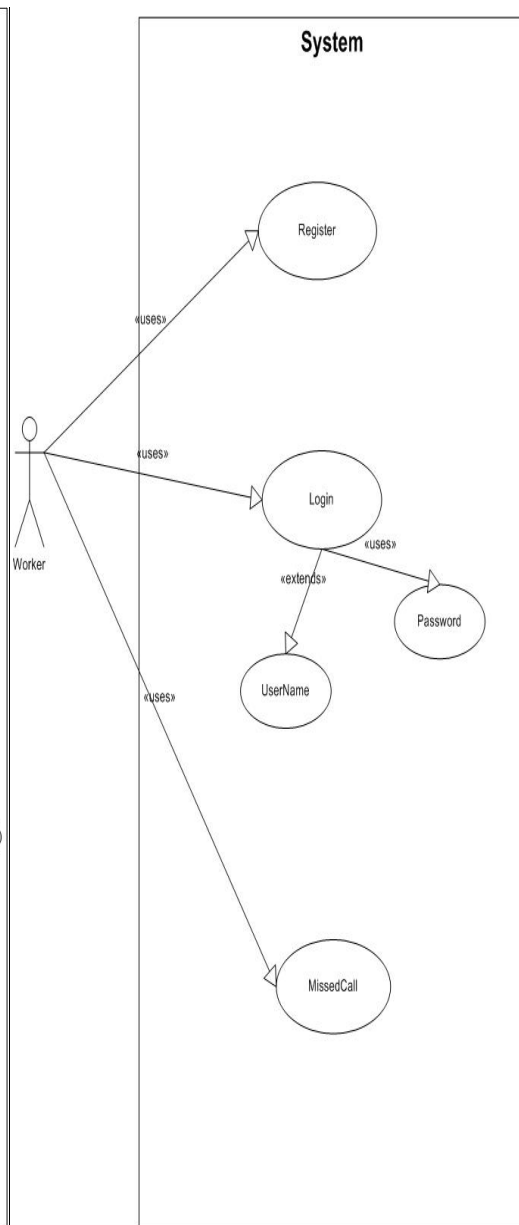 System
Register
«uses»
«uses»
Login
«uses»
«extends»
Worker
Password
UserName
«uses»
)
MissedCall